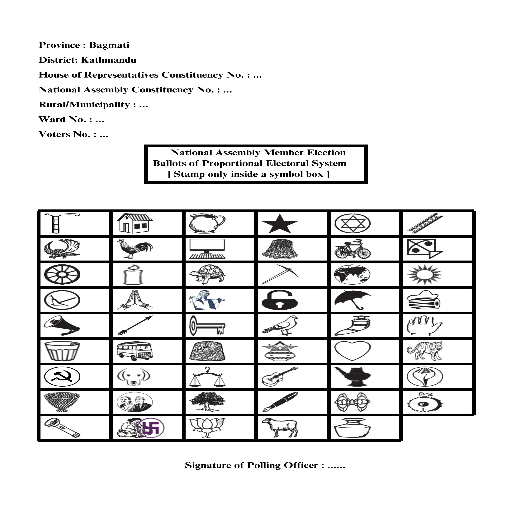 Province : Bagmati
District: Kathmandu
House of Representatives Constituency No. : ...
National Assembly Constituency No. : ...
Rural/Municipality : ...
Ward No. : ...
Voters No. : ...
National Assembly Member Election
Ballots of Proportional Electoral System
[ Stamp only inside a symbol box ]
Signature of Polling Officer : ......